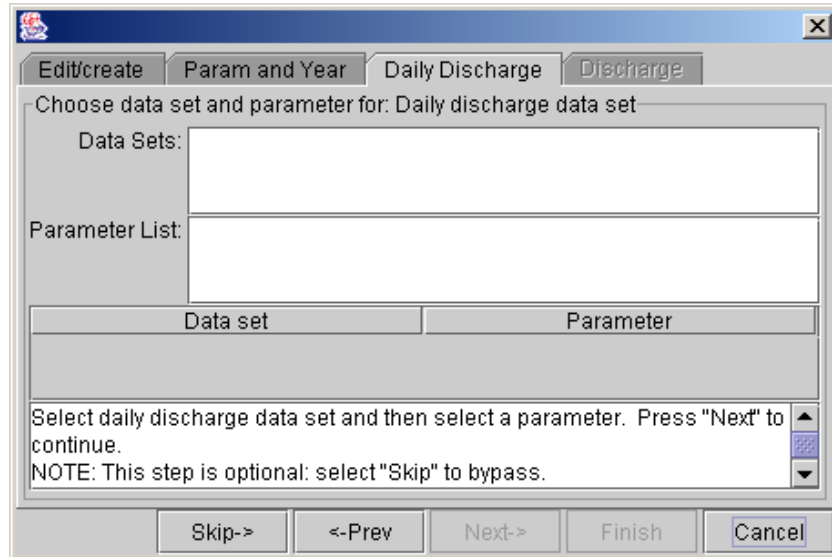 Edit/create Param and Year Daily Discharge Discharge
Choose data set and parameter for: Daily discharge data set
Data Sets:
Parameter List:
Data set Parameter
Select daily discharge data set and then select a parameter. Press "Next" to
continue.
NOTE: This step is optional: select "Skip" to bypass.
Skip-> <-Prev Next-> Finish Cancel